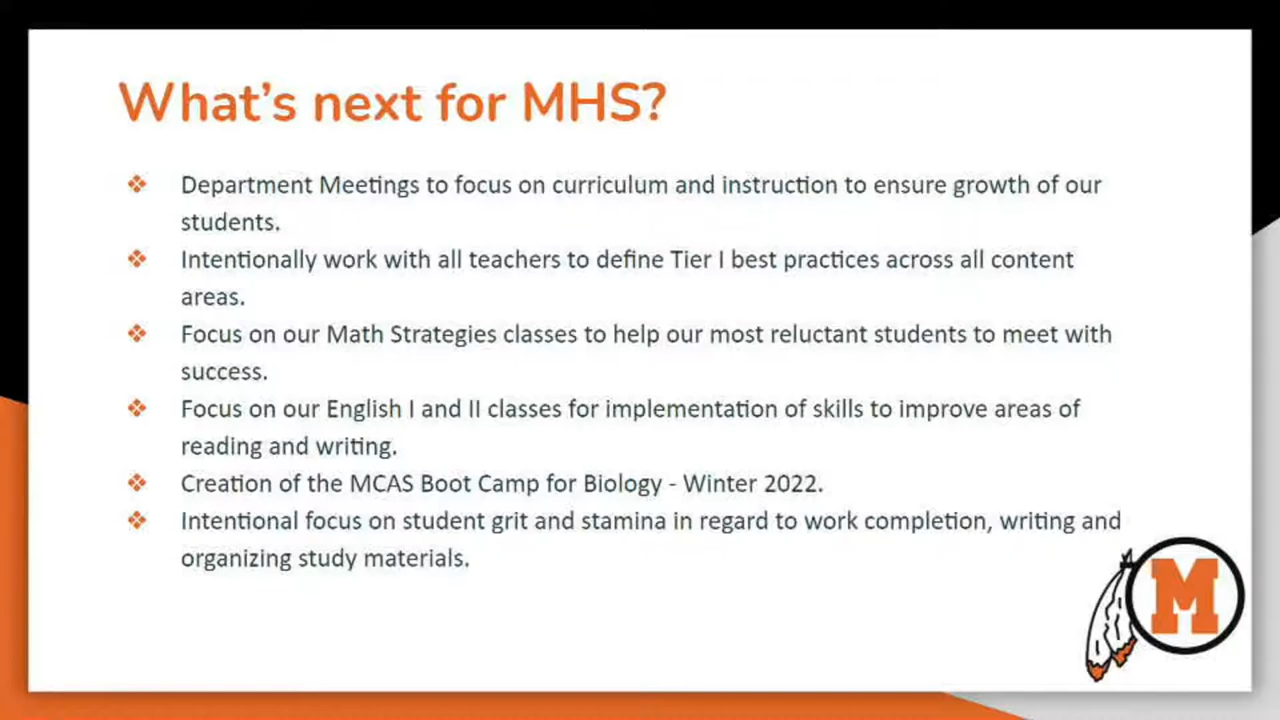 What's next for MHS?
❖ Department Meetings to focus on curriculum and instruction to ensure growth of our
students.
❖ Intentionally work with all teachers to define Tier I best practices across all content
areas.
❖ Focus on our Math Strategies classes to help our most reluctant students to meet with
success.
❖ Focus on our English I and II classes for implementation of skills to improve areas of
reading and writing.
❖ Creation of the MCAS Boot Camp for Biology - Winter 2022.
❖ Intentional focus on student grit and stamina in regard to work completion, writing and
organizing study materials.
M